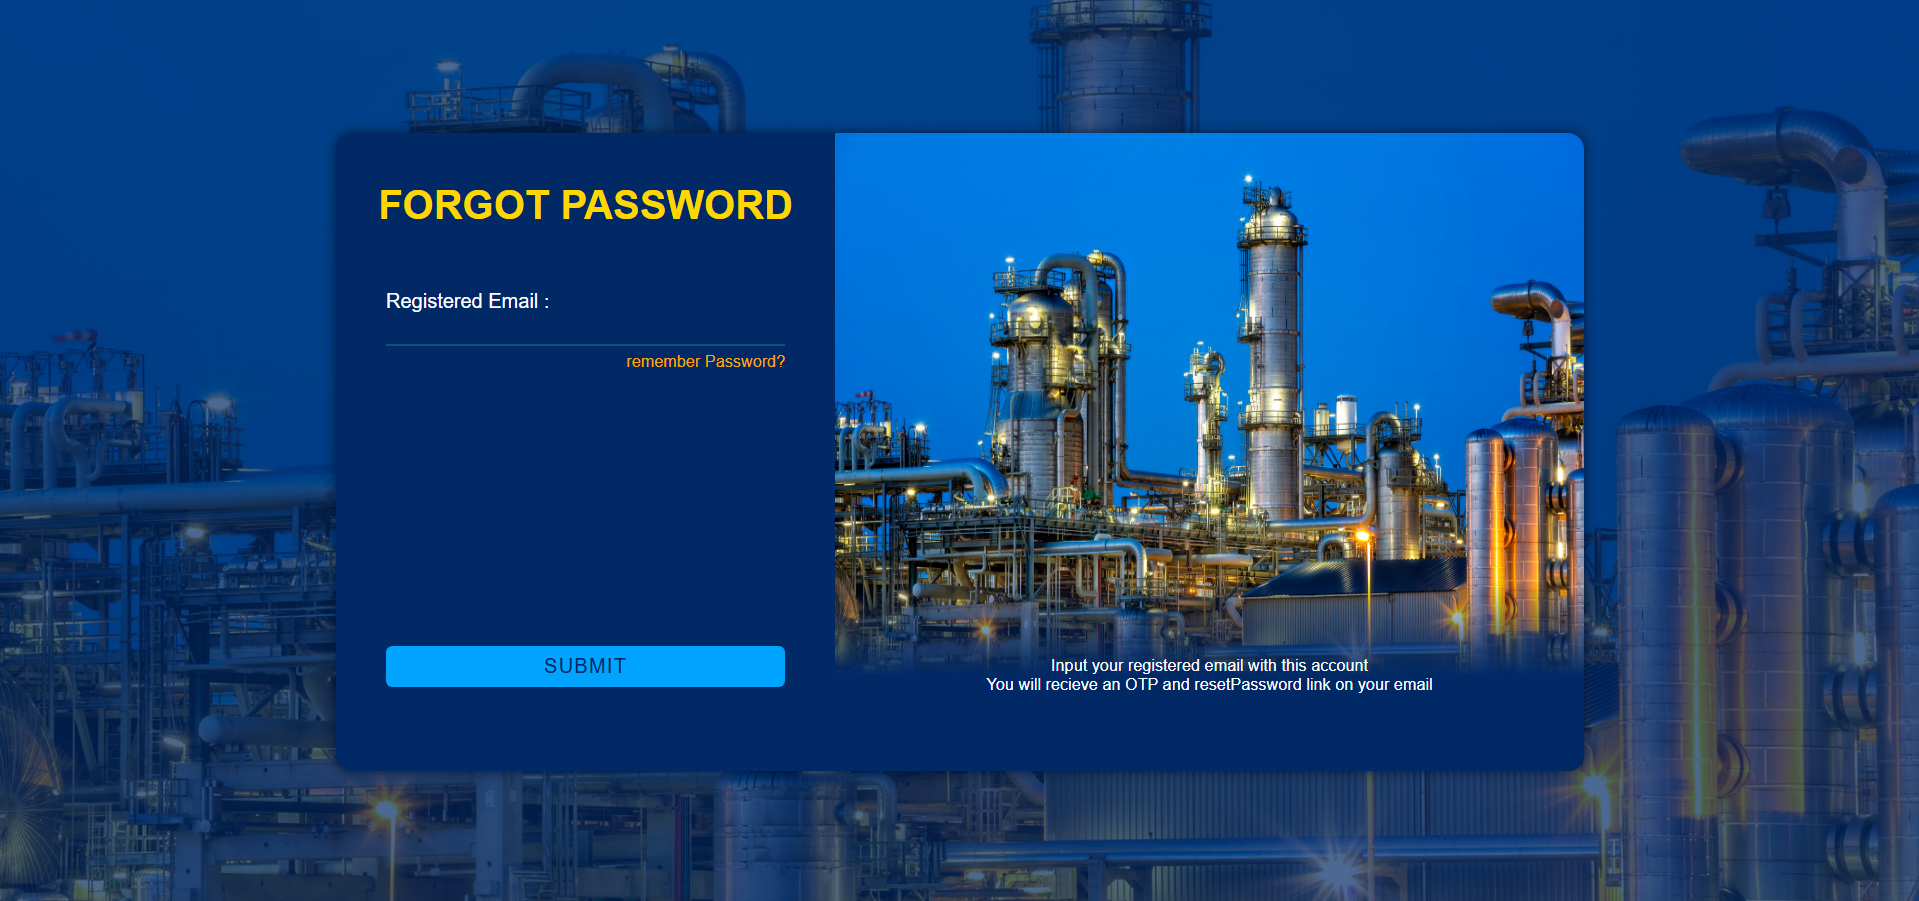 FORGOT PASSWORD
Registered Email :
remember Password?
SUBMIT
Input your registered email with this account
You will recieve an OTP and resetPassword link on your email